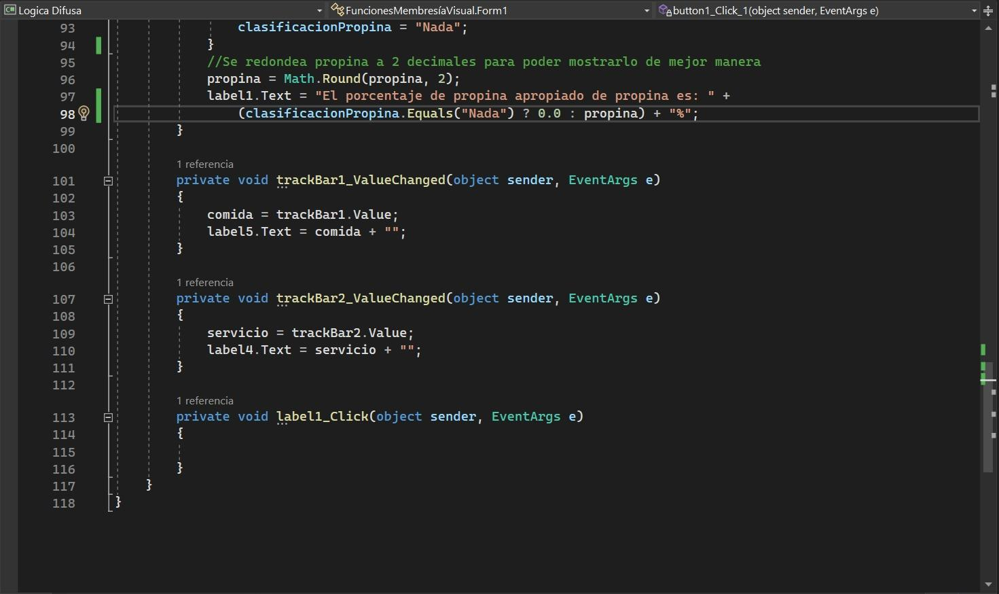 C# Logica Difusa FuncionesMembresíaVisual.Form1 button1_Click_1(object sender, EventArgs e)
93 clasificacionPropina = "Nada";
94 }
95 //Se redondea propina a 2 decimales para poder mostrarlo de mejor manera
96 propina = Math.Round(propina, 2);
97 label1.Text = "El porcentaje de propina apropiado de propina es: " +
98 (clasificacionPropina.Equals("Nada") ? 0.0 : propina) + "%";
99 }
100
1 referencia
101 private void trackBar1_ValueChanged(object sender, EventArgs e)
102 {
103 comida = trackBar1.Value;
104 label5.Text = comida + "";
105 }
106
1 referencia
107 private void trackBar2_ValueChanged(object sender, EventArgs e)
108 {
109 servicio = trackBar2.Value;
110 label4.Text = servicio + "";
111 }
112
1 referencia
113 private void label1_Click(object sender, EventArgs e)
114 {
115
116 }
117 }
118 }